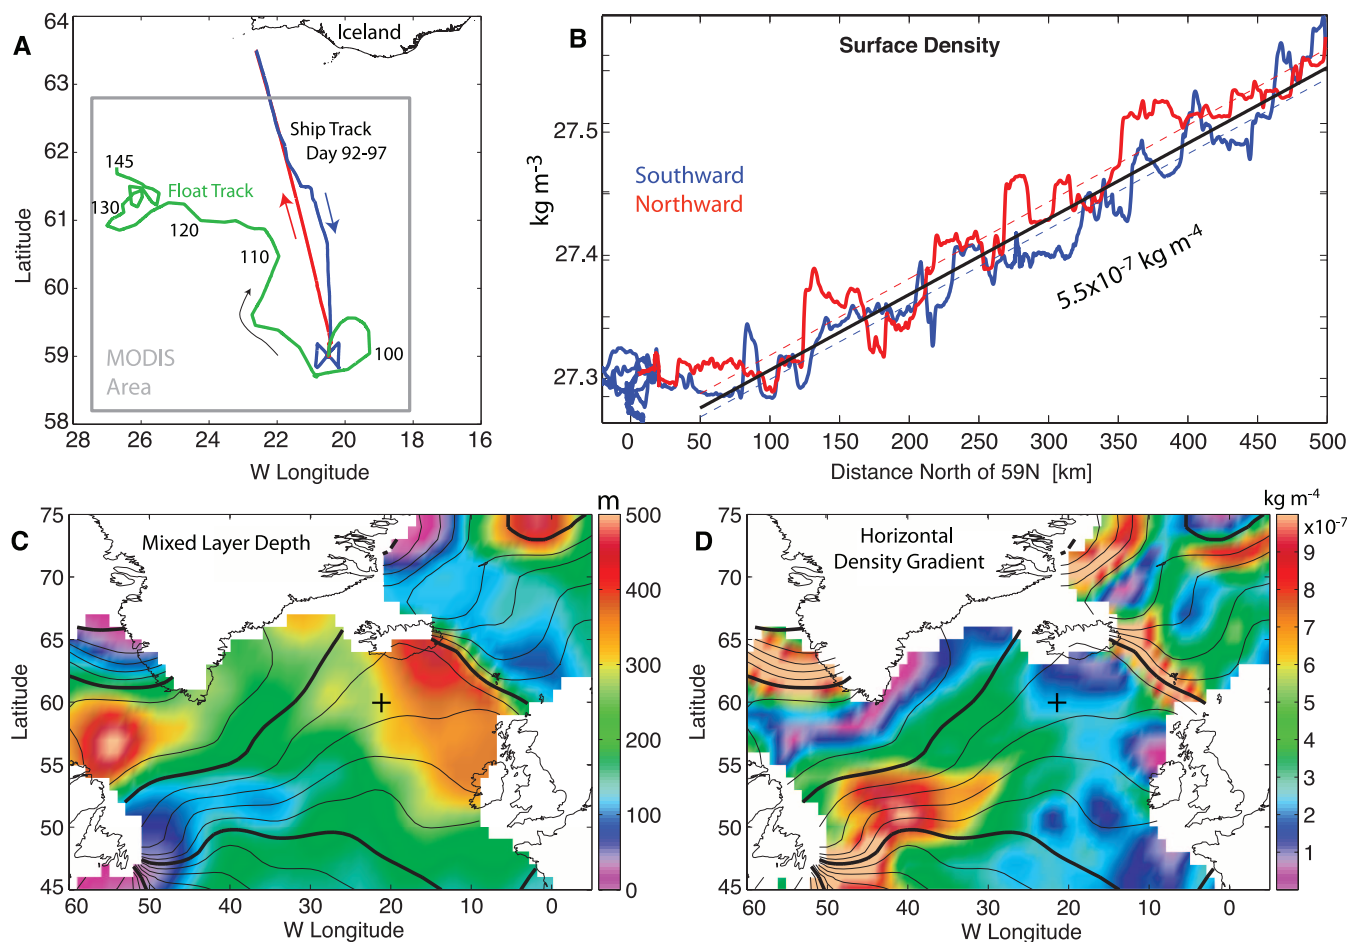 A
Iceland
Ship Track
Day 92-97
Float Track
145
130
120
110
100
MODIS
Area
64
63
62
61
60
59
58
Latitude
28 26 24 22 20 18 16
W Longitude
B
Surface Density
Southward
Northward
5.5x10-7 kg m-4
27.5
27.4
27.3
kg m-3
0 50 100 150 200 250 300 350 400 450 500
Distance North of 59N [km]
C
Mixed Layer Depth
75
70
65
60
55
50
45
Latitude
60 50 40 30 20 10 0
W Longitude
m
500
400
300
200
100
0
D
Horizontal
Density Gradient
75
70
65
60
55
50
45
Latitude
60 50 40 30 20 10 0
W Longitude
kg m-4
x10-7
9
8
7
6
5
4
3
2
1